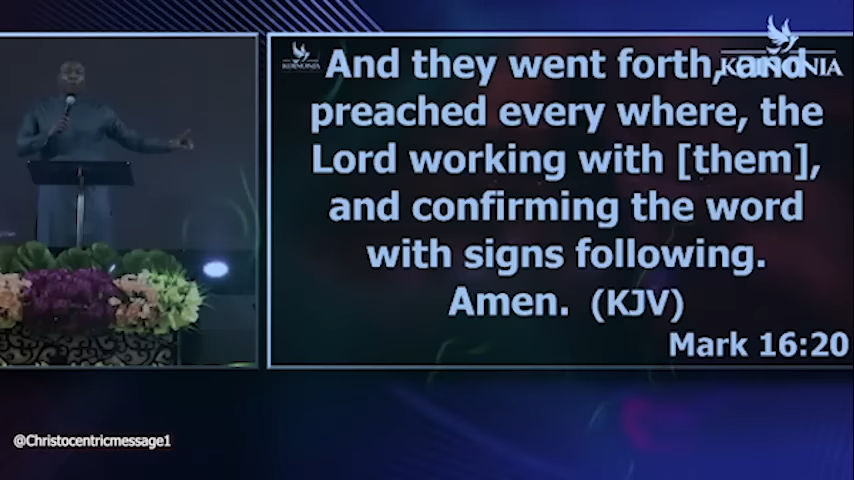 KOINONIA
And they went forth, and
KOINONIA
preached every where, the
Lord working with [them],
and confirming the word
with signs following.
Amen. (KJV)
Mark 16:20
@Christocentricmessage1